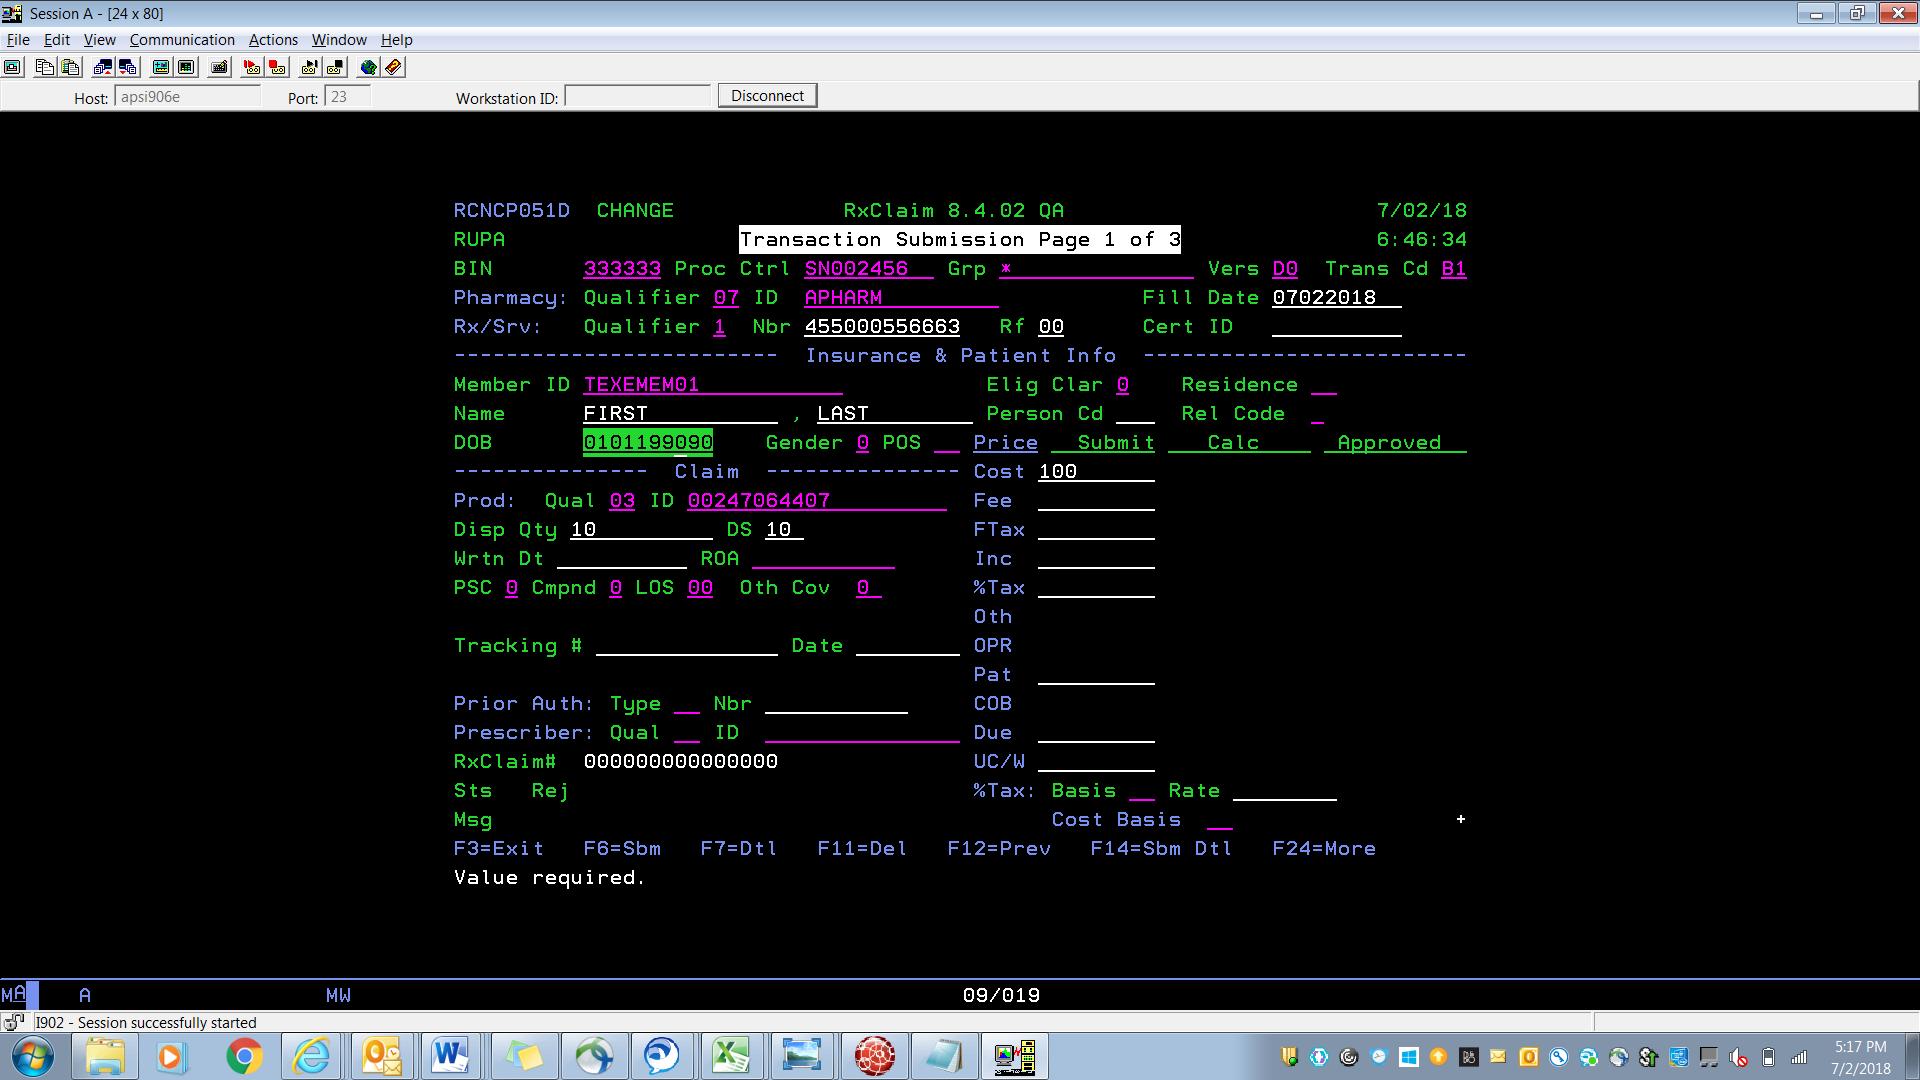 Session A - [24 x 80]
File Edit View Communication Actions Window Help
Host: apsi906e Port: 23 Workstation ID: Disconnect
RCNCP051D CHANGE RxClaim 8.4.02 QA 7/02/18
RUPA Transaction Submission Page 1 of 3 6:46:34
BIN 333333 Proc Ctrl SN002456 Grp * Vers D0 Trans Cd B1
Pharmacy: Qualifier 07 ID APHARM Fill Date 07022018
Rx/Srv: Qualifier 1 Nbr 455000556663 Rf 00 Cert ID
------------------------- Insurance & Patient Info -------------------------
Member ID TEXEMEM01 Elig Clar 0 Residence
Name FIRST , LAST Person Cd Rel Code
DOB 0101199090 Gender 0 POS Price Submit Calc Approved
--------------- Claim --------------- Cost 100
Prod: Qual 03 ID 00247064407 Fee
Disp Qty 10 DS 10 FTax
Wrtn Dt ROA Inc
PSC 0 Cmpnd 0 LOS 00 Oth Cov 0 %Tax
Oth
Tracking # Date OPR
Pat
Prior Auth: Type Nbr COB
Prescriber: Qual ID Due
RxClaim# 000000000000000 UC/W
Sts Rej %Tax: Basis Rate
Msg Cost Basis +
F3=Exit F6=Sbm F7=Dtl F11=Del F12=Prev F14=Sbm Dtl F24=More
Value required.
MA A MW 09/019
I902 - Session successfully started
5:17 PM
7/2/2018